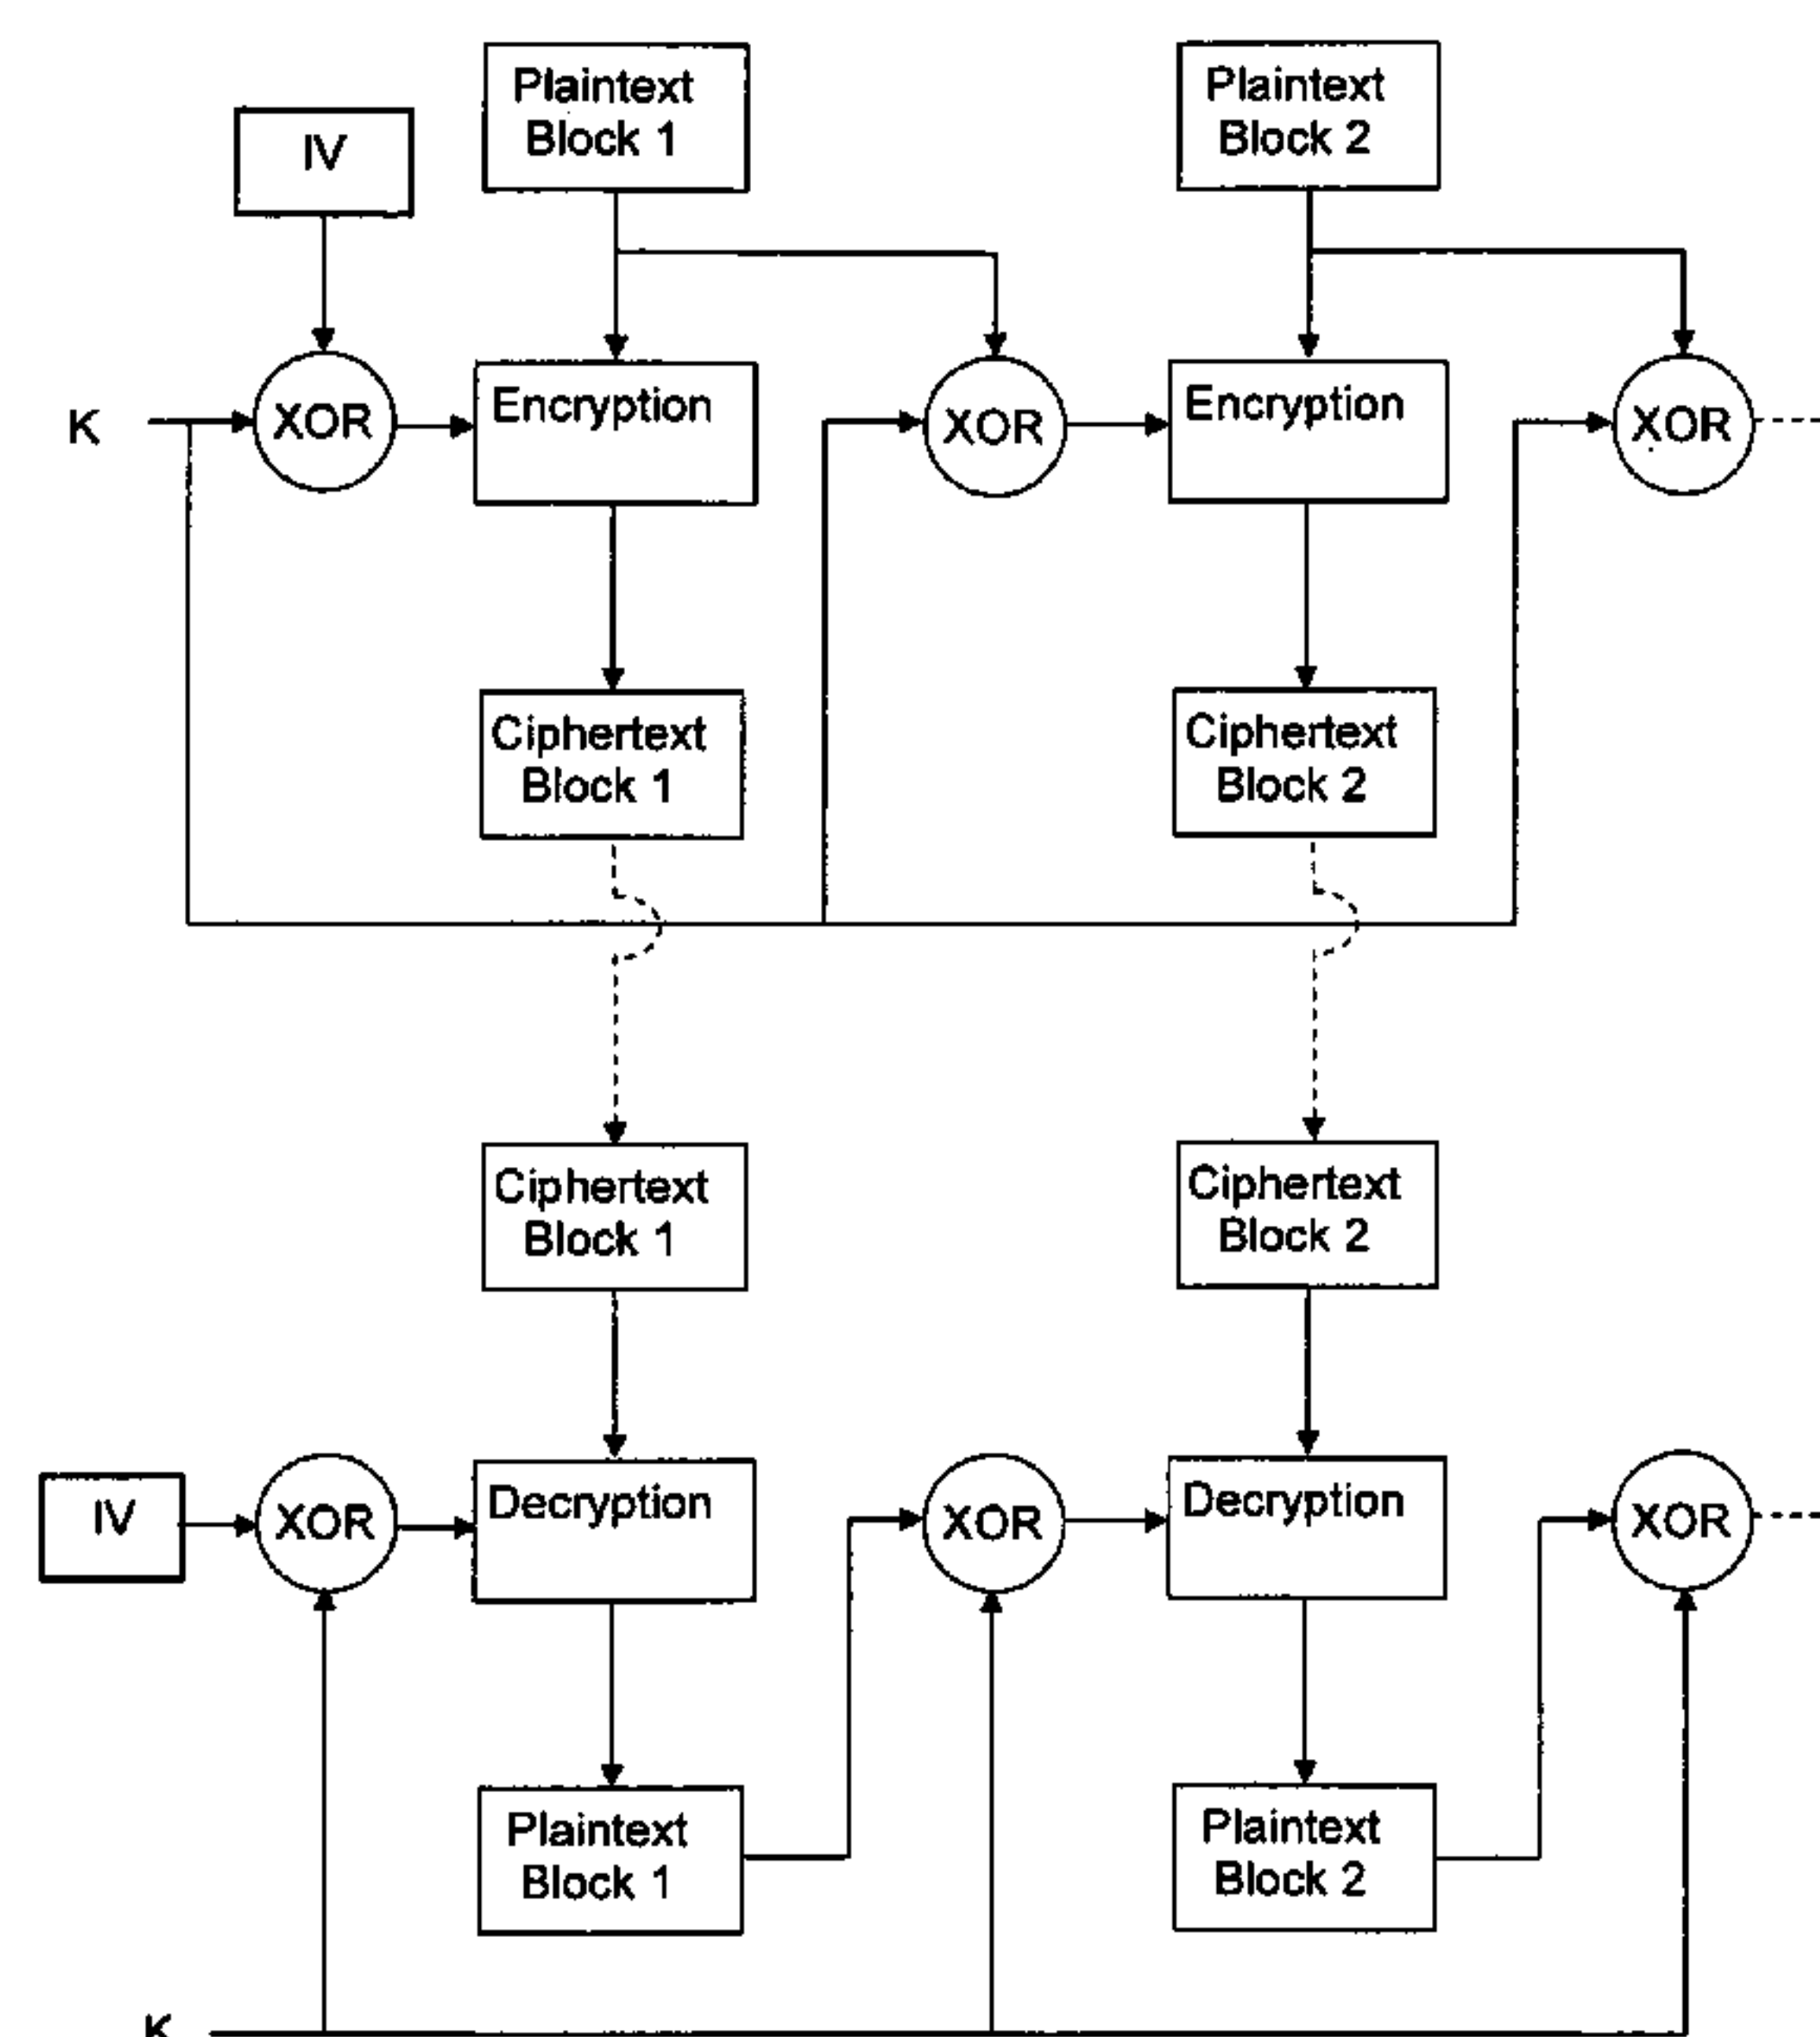 Plaintext
Block 1
Plaintext
Block 2
IV
K
XOR
Encryption
XOR
Encryption
XOR
Ciphertext
Block 1
Ciphertext
Block 2
Ciphertext
Block 1
Ciphertext
Block 2
IV
XOR
Decryption
XOR
Decryption
XOR
Plaintext
Block 1
Plaintext
Block 2
K